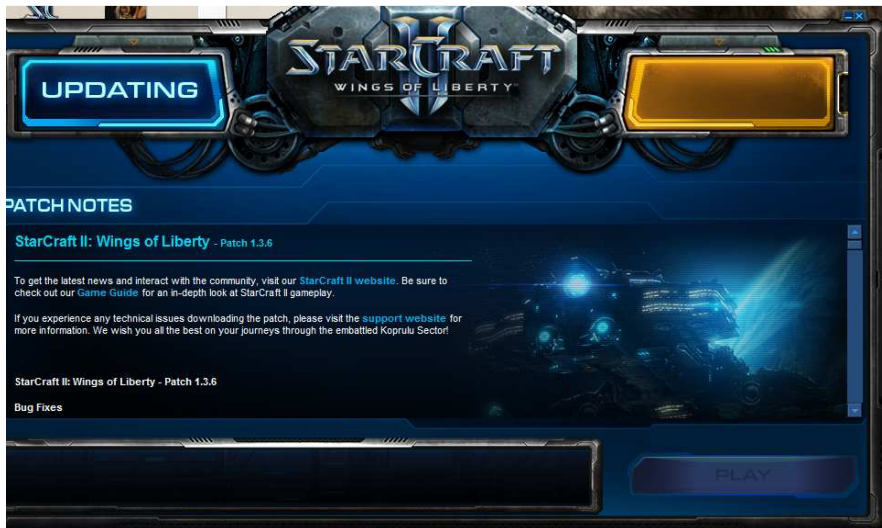 STARCRAFT
II
WINGS OF LIBERTY
UPDATING
PATCH NOTES
StarCraft II: Wings of Liberty - Patch 1.3.6
To get the latest news and interact with the community, visit our StarCraft II website. Be sure to
check out our Game Guide for an in-depth look at StarCraft II gameplay.
If you experience any technical issues downloading the patch, please visit the support website for
more information. We wish you all the best on your journeys through the embattled Koprulu Sector!
StarCraft II: Wings of Liberty - Patch 1.3.6
Bug Fixes
PLAY